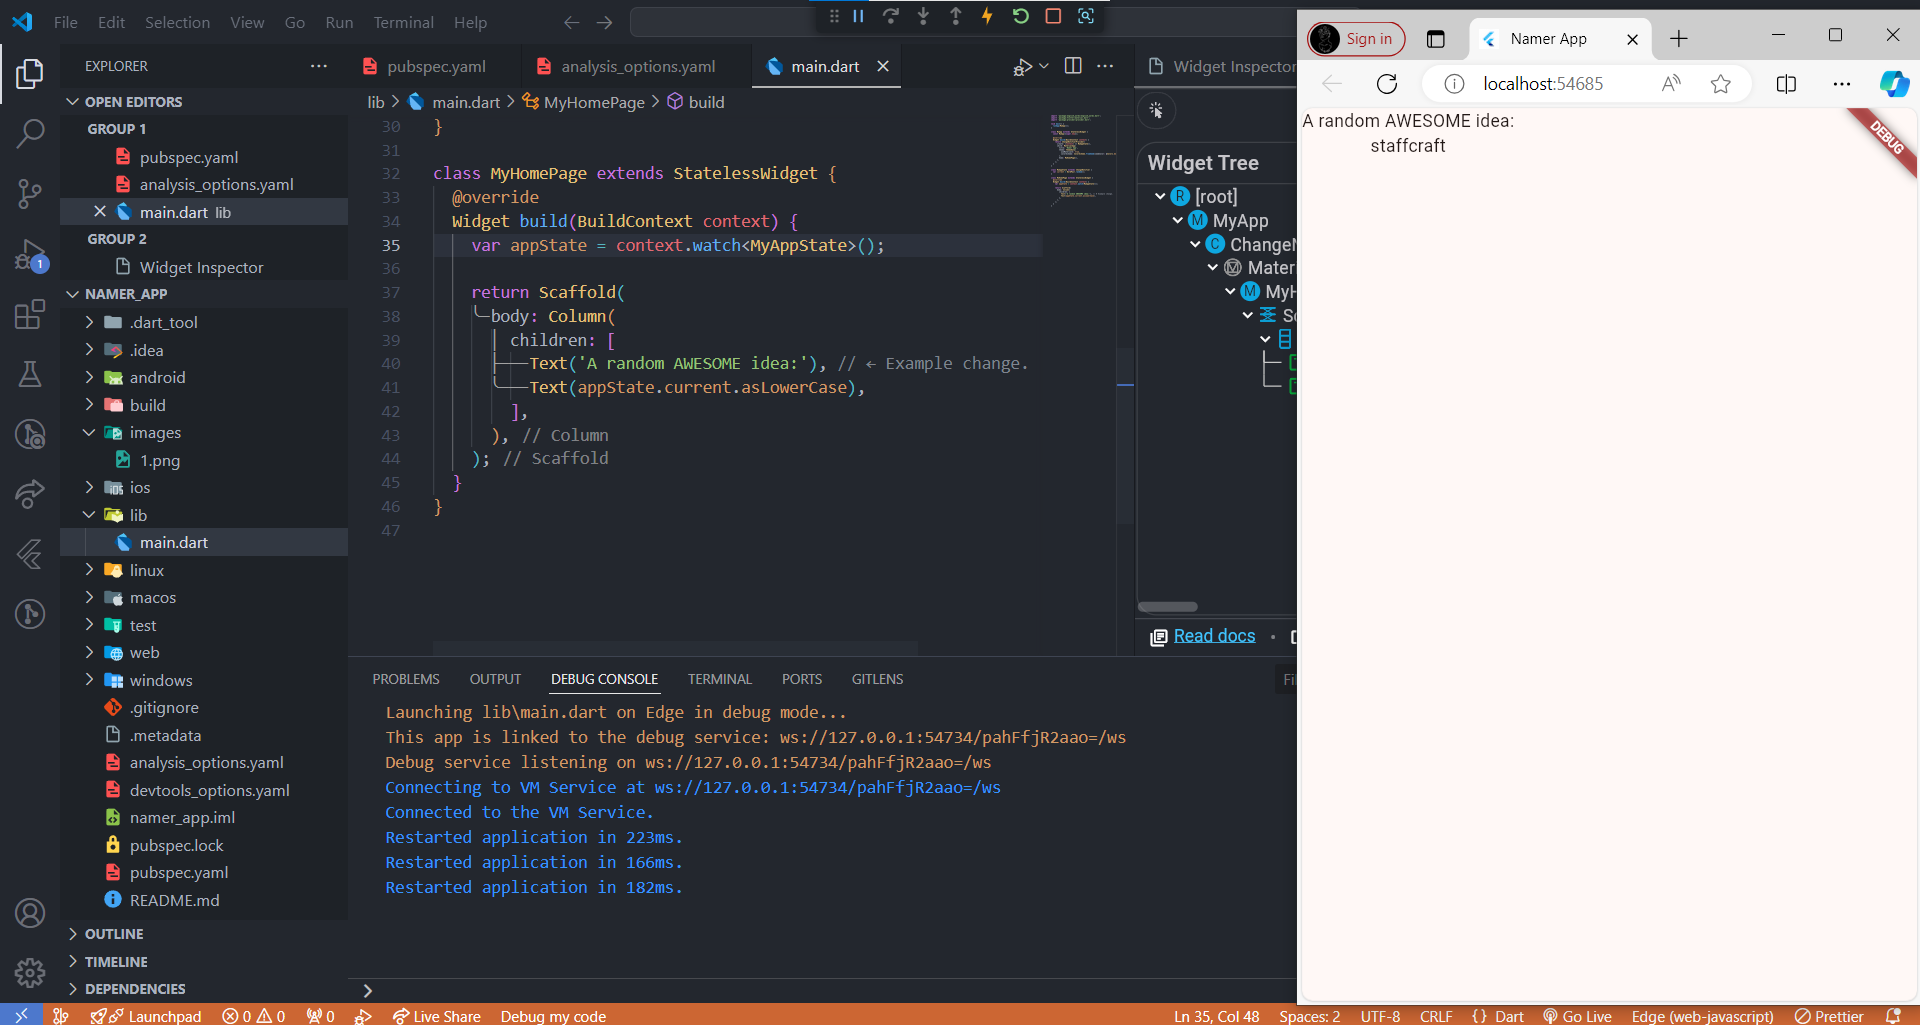 File Edit Selection View Go Run Terminal Help
EXPLORER
OPEN EDITORS
GROUP 1
pubspec.yaml
analysis_options.yaml
main.dart lib
GROUP 2
Widget Inspector
NAMER_APP
.dart_tool
.idea
android
build
images
1.png
ios
lib
main.dart
linux
macos
test
web
windows
.gitignore
.metadata
analysis_options.yaml
devtools_options.yaml
namer_app.iml
pubspec.lock
pubspec.yaml
README.md
OUTLINE
TIMELINE
DEPENDENCIES
1
pubspec.yaml analysis_options.yaml main.dart
lib > main.dart > MyHomePage > build
30 }
31
32 class MyHomePage extends StatelessWidget {
33 @override
34 Widget build(BuildContext context) {
35 var appState = context.watch<MyAppState>();
36
37 return Scaffold(
38 body: Column(
39 children: [
40 Text('A random AWESOME idea:'), // ← Example change.
41 Text(appState.current.asLowerCase),
42 ],
43 ), // Column
44 ); // Scaffold
45 }
46 }
47
Widget Inspector
Widget Tree
R [root]
M MyApp
C Change
Mater
M MyH
Sc
Read docs •
PROBLEMS OUTPUT DEBUG CONSOLE TERMINAL PORTS GITLENS Fi
Launching lib\main.dart on Edge in debug mode...
This app is linked to the debug service: ws://127.0.0.1:54734/pahFfjR2aao=/ws
Debug service listening on ws://127.0.0.1:54734/pahFfjR2aao=/ws
Connecting to VM Service at ws://127.0.0.1:54734/pahFfjR2aao=/ws
Connected to the VM Service.
Restarted application in 223ms.
Restarted application in 166ms.
Restarted application in 182ms.
Sign in Namer App
localhost:54685
A random AWESOME idea:
staffcraft
DEBUG
Launchpad 0 0 0 Live Share Debug my code Ln 35, Col 48 Spaces: 2 UTF-8 CRLF {} Dart Go Live Edge (web-javascript) Prettier